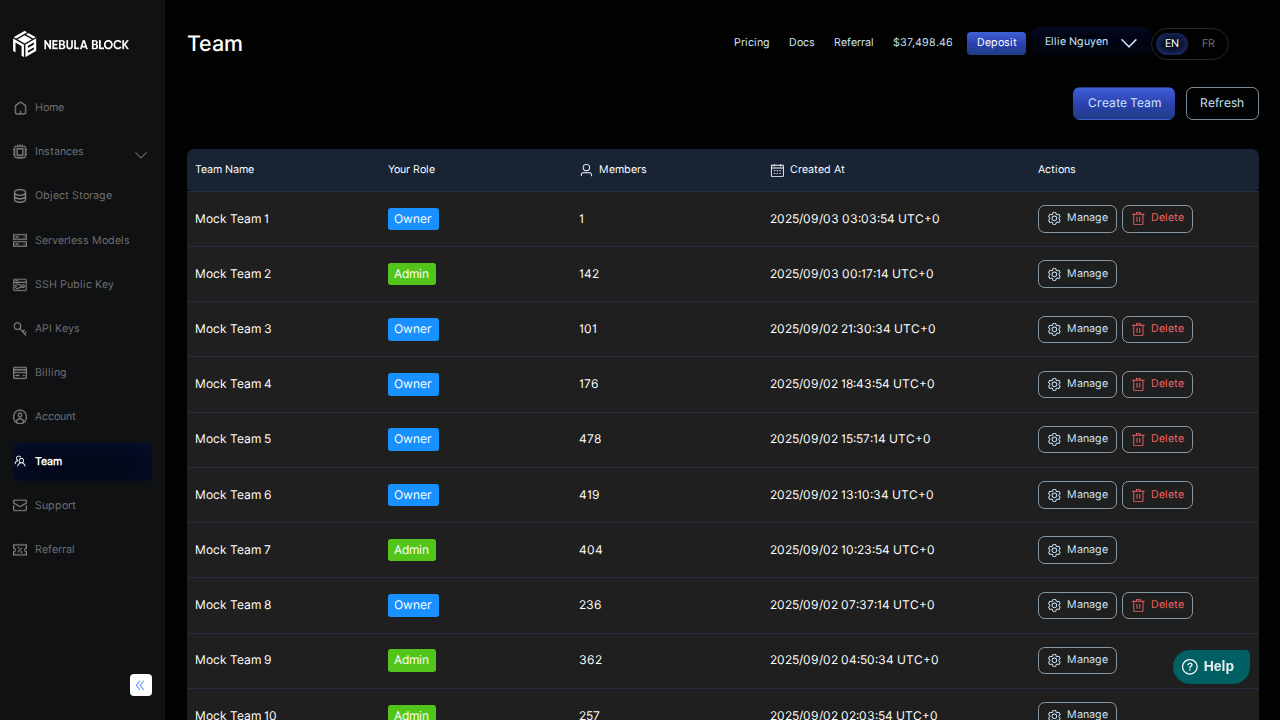 NEBULA BLOCK
Team
Pricing Docs Referral $37,498.46 Deposit Ellie Nguyen EN FR
Home
Instances
Object Storage
Serverless Models
SSH Public Key
API Keys
Billing
Account
Team
Support
Referral
Create Team Refresh
Team Name Your Role Members Created At Actions
Mock Team 1 Owner 1 2025/09/03 03:03:54 UTC+0 Manage Delete
Mock Team 2 Admin 142 2025/09/03 00:17:14 UTC+0 Manage
Mock Team 3 Owner 101 2025/09/02 21:30:34 UTC+0 Manage Delete
Mock Team 4 Owner 176 2025/09/02 18:43:54 UTC+0 Manage Delete
Mock Team 5 Owner 478 2025/09/02 15:57:14 UTC+0 Manage Delete
Mock Team 6 Owner 419 2025/09/02 13:10:34 UTC+0 Manage Delete
Mock Team 7 Admin 404 2025/09/02 10:23:54 UTC+0 Manage
Mock Team 8 Owner 236 2025/09/02 07:37:14 UTC+0 Manage Delete
Mock Team 9 Admin 362 2025/09/02 04:50:34 UTC+0 Manage
Mock Team 10 Admin 257 2025/09/02 02:03:54 UTC+0 Manage
Help